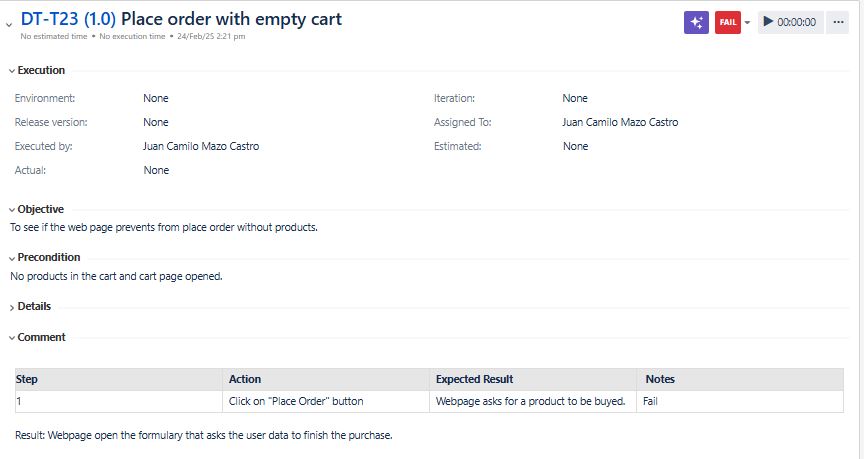 DT-T23 (1.0) Place order with empty cart
FAIL
00:00:00
No estimated time • No execution time • 24/Feb/25 2:21 pm
Execution
Environment: None Iteration: None
Release version: None Assigned To: Juan Camilo Mazo Castro
Executed by: Juan Camilo Mazo Castro Estimated: None
Actual: None
Objective
To see if the web page prevents from place order without products.
Precondition
No products in the cart and cart page opened.
Details
Comment
Step Action Expected Result Notes
1 Click on "Place Order" button Webpage asks for a product to be buyed. Fail
Result: Webpage open the formulary that asks the user data to finish the purchase.